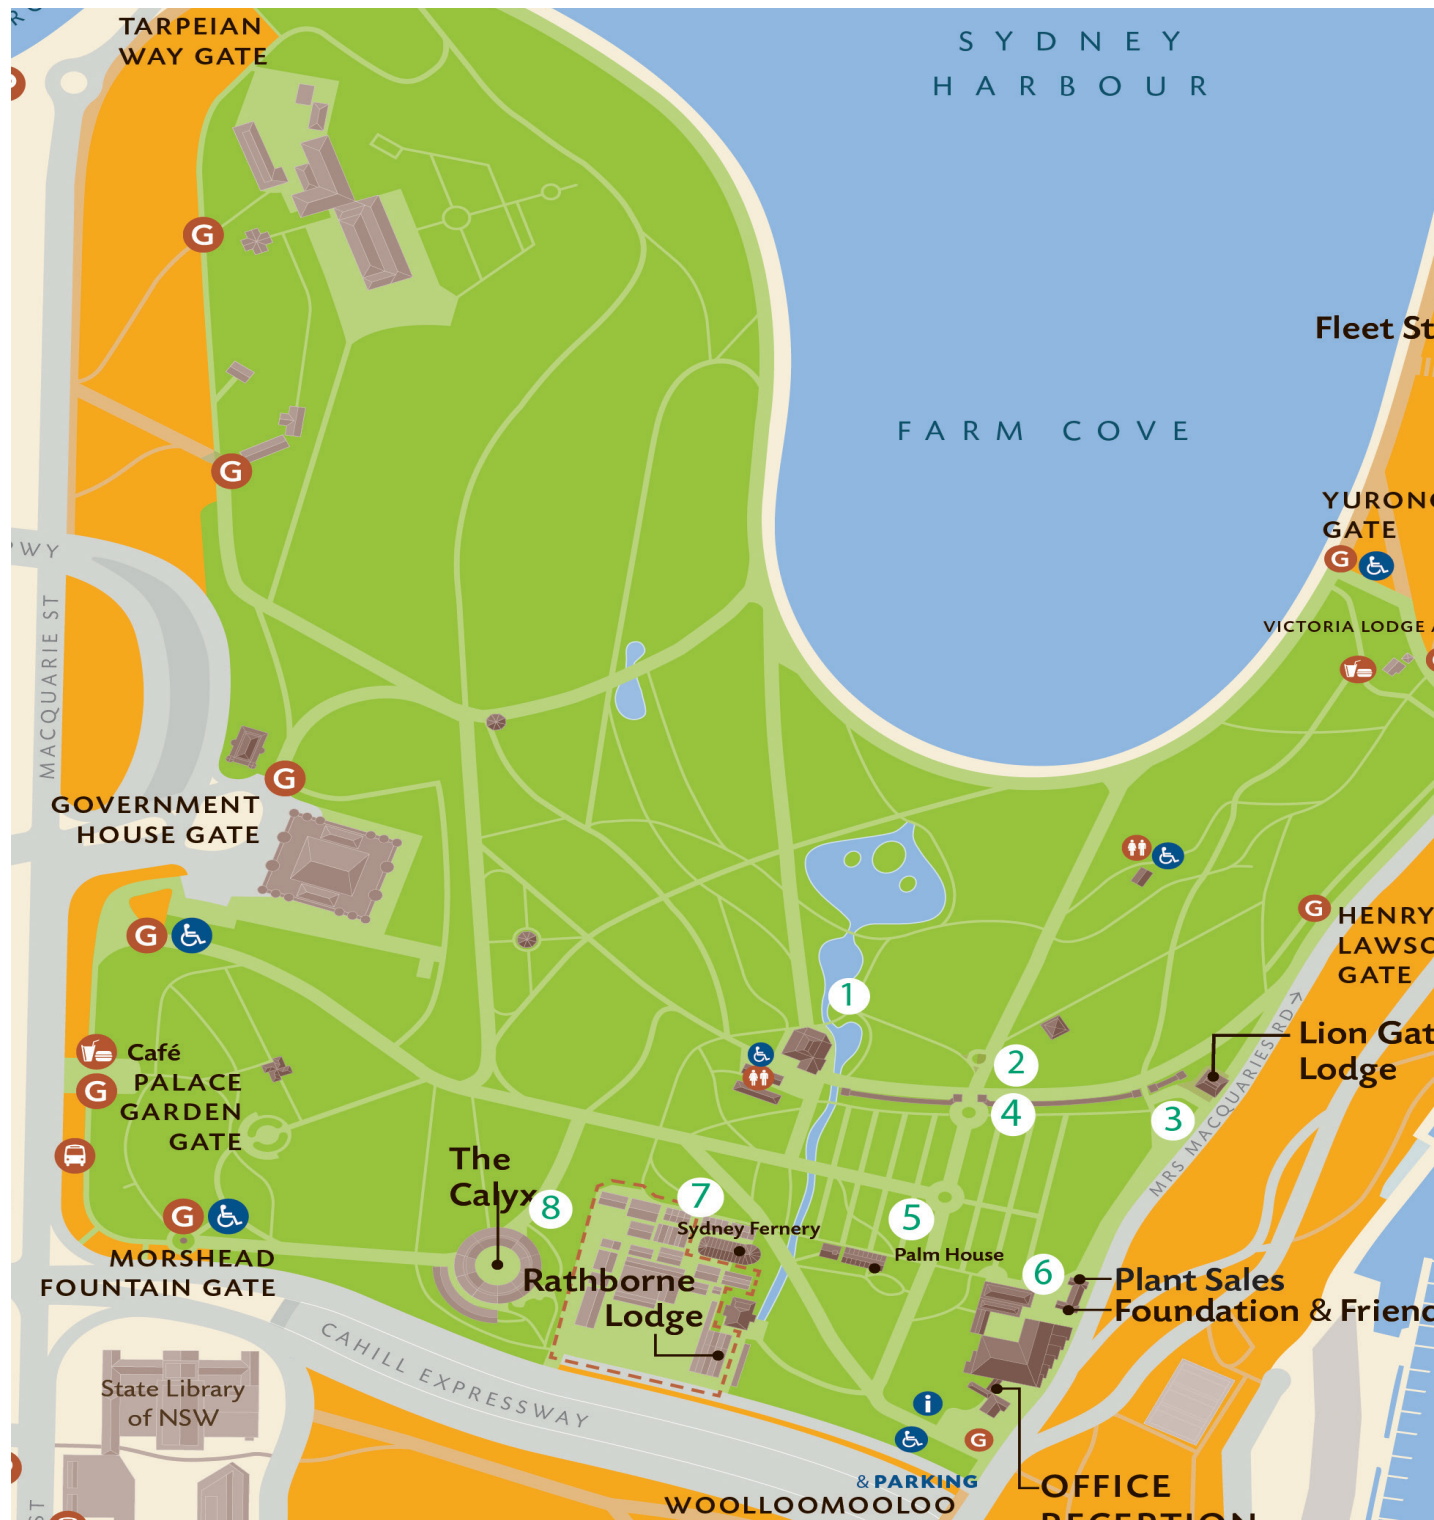 TARPEIAN
WAY GATE
SYDNEY
HARBOUR
G
Fleet St
FARM COVE
G
YURONG
GATE
G
WY
MACQUARIE ST
VICTORIA LODGE
G
GOVERNMENT
HOUSE GATE
G
G
HENRY
LAWSO
GATE
1
Café
G
PALACE
GARDEN
GATE
2
Lion Gat
Lodge
4
3
MRS MACQUARIES RD >
The
Calyx
8
7
Sydney Fernery
5
Palm House
G
MORSHEAD
FOUNTAIN GATE
6
Rathborne
Lodge
Plant Sales
Foundation & Friend
CAHILL EXPRESSWAY
State Library
of NSW
i
G
& PARKING
WOOLLOOMOOLOO
OFFICE
RECEPTION
ST